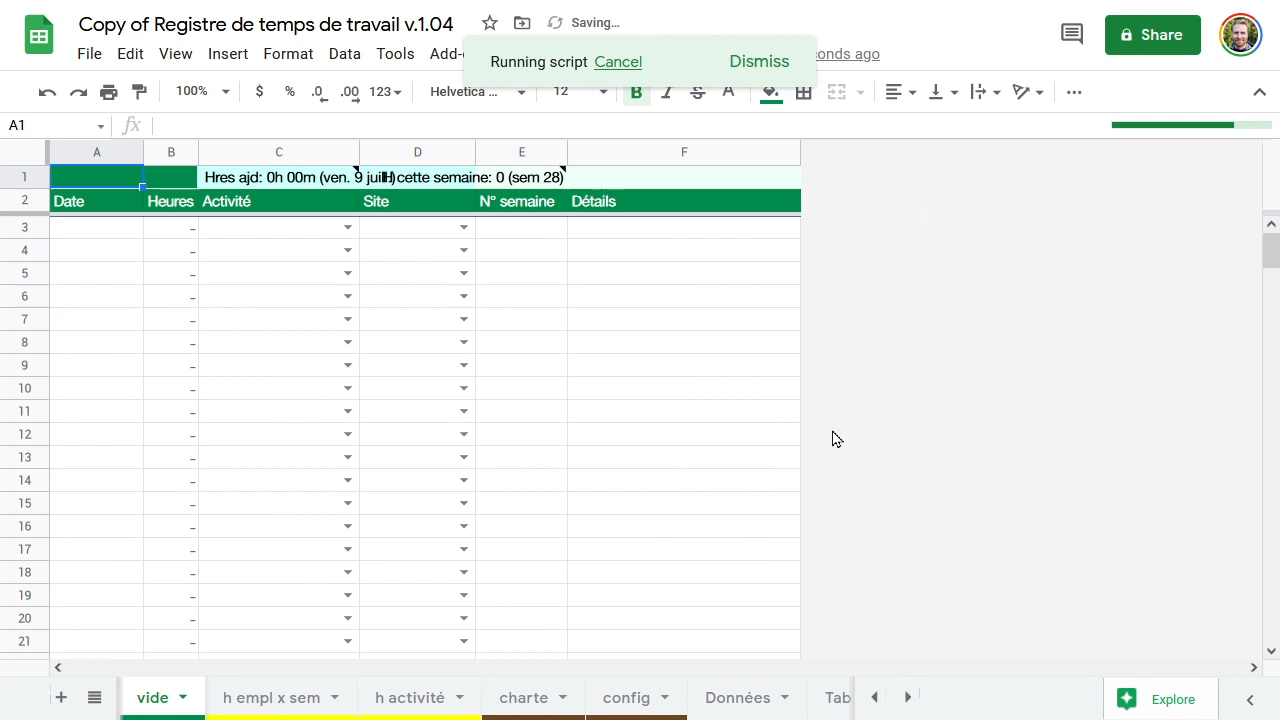 Copy of Registre de temps de travail v.1.04
Saving…
Share
File Edit View Insert Format Data Tools Add-
onds ago
Running script Cancel Dismiss
100% $ % .0 .00 123 Helvetica ... 12 B I S A
A1 fx
A B C D E F
1 Hres ajd: 0h 00m (ven. 9 juil.) cette semaine: 0 (sem 28)
2 Date Heures Activité Site N° semaine Détails
3 -
4 -
5 -
6 -
7 -
8 -
9 -
10 -
11 -
12 -
13 -
14 -
15 -
16 -
17 -
18 -
19 -
20 -
21 -
vide h empl x sem h activité charte config Données Tab
Explore